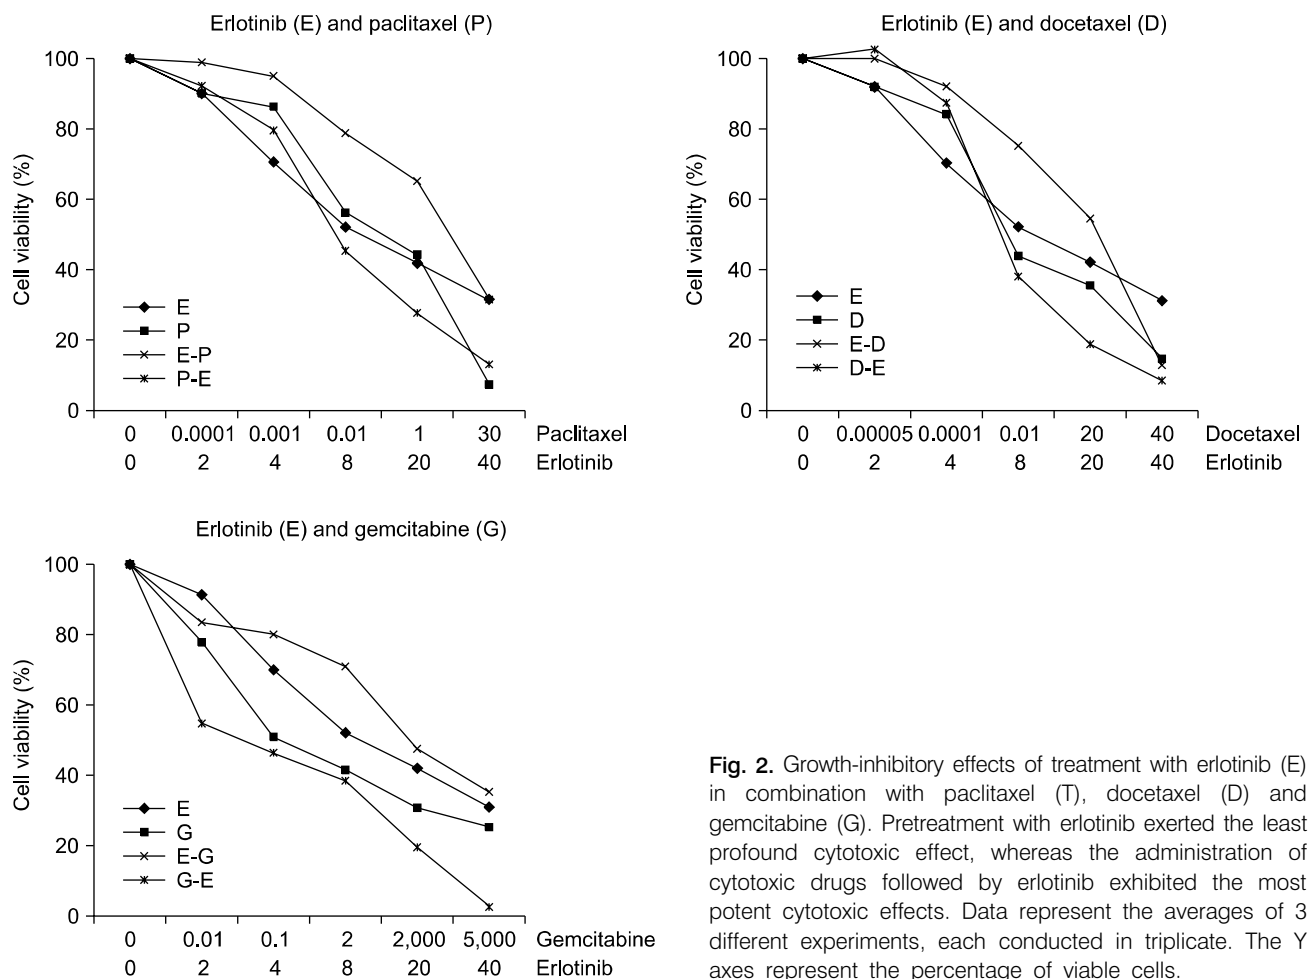 Erlotinib (E) and paclitaxel (P)
100
80
60
40
20
0
Cell viability (%)
E
P
E-P
P-E
0 0.0001 0.001 0.01 1 30 Paclitaxel
0 2 4 8 20 40 Erlotinib
Erlotinib (E) and docetaxel (D)
100
80
60
40
20
0
Cell viability (%)
E
D
E-D
D-E
0 0.00005 0.0001 0.01 20 40 Docetaxel
0 2 4 8 20 40 Erlotinib
Erlotinib (E) and gemcitabine (G)
100
80
60
40
20
0
Cell viability (%)
E
G
E-G
G-E
0 0.01 0.1 2 2,000 5,000 Gemcitabine
0 2 4 8 20 40 Erlotinib
Fig. 2. Growth-inhibitory effects of treatment with erlotinib (E)
in combination with paclitaxel (T), docetaxel (D) and
gemcitabine (G). Pretreatment with erlotinib exerted the least
profound cytotoxic effect, whereas the administration of
cytotoxic drugs followed by erlotinib exhibited the most
potent cytotoxic effects. Data represent the averages of 3
different experiments, each conducted in triplicate. The Y
axes represent the percentage of viable cells.